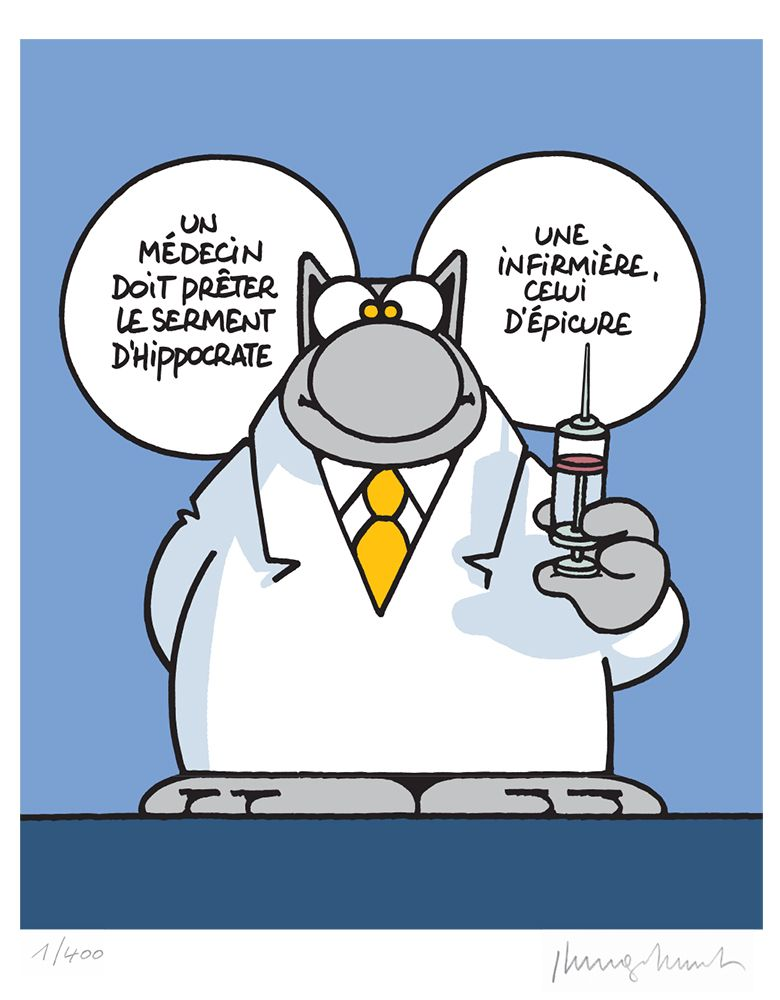 UN
MÉDECIN
DOIT PRÊTER
LE SERMENT
D'HIPPOCRATE
UNE
INFIRMIÈRE,
CELUI
D'ÉPICURE
1/400